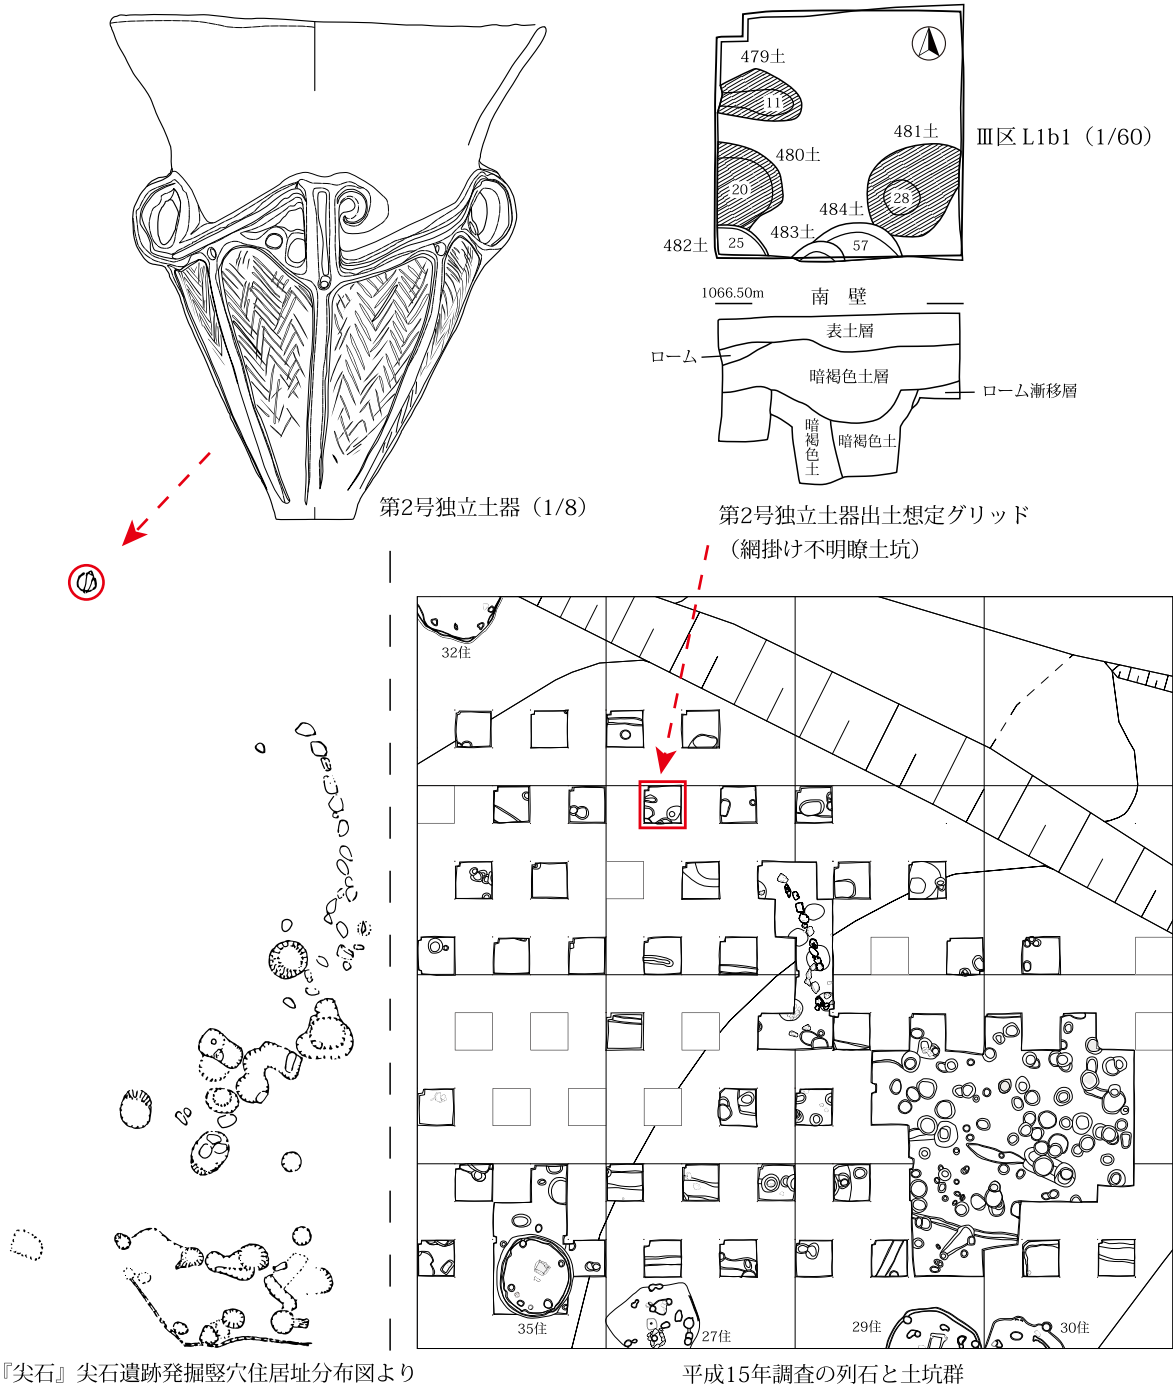 479土
11
481土
Ⅲ区 L1b1（1/60）
480土
20
28
484土
483土
482土
25
57
1066.50m
南 壁
表土層
ローム
暗褐色土層
ローム漸移層
暗褐色土
暗褐色土
第2号独立土器（1/8）
第2号独立土器出土想定グリッド
（網掛け不明瞭土坑）
32住
35住
27住
29住
30住
『尖石』尖石遺跡発掘竪穴住居址分布図より
平成15年調査の列石と土坑群